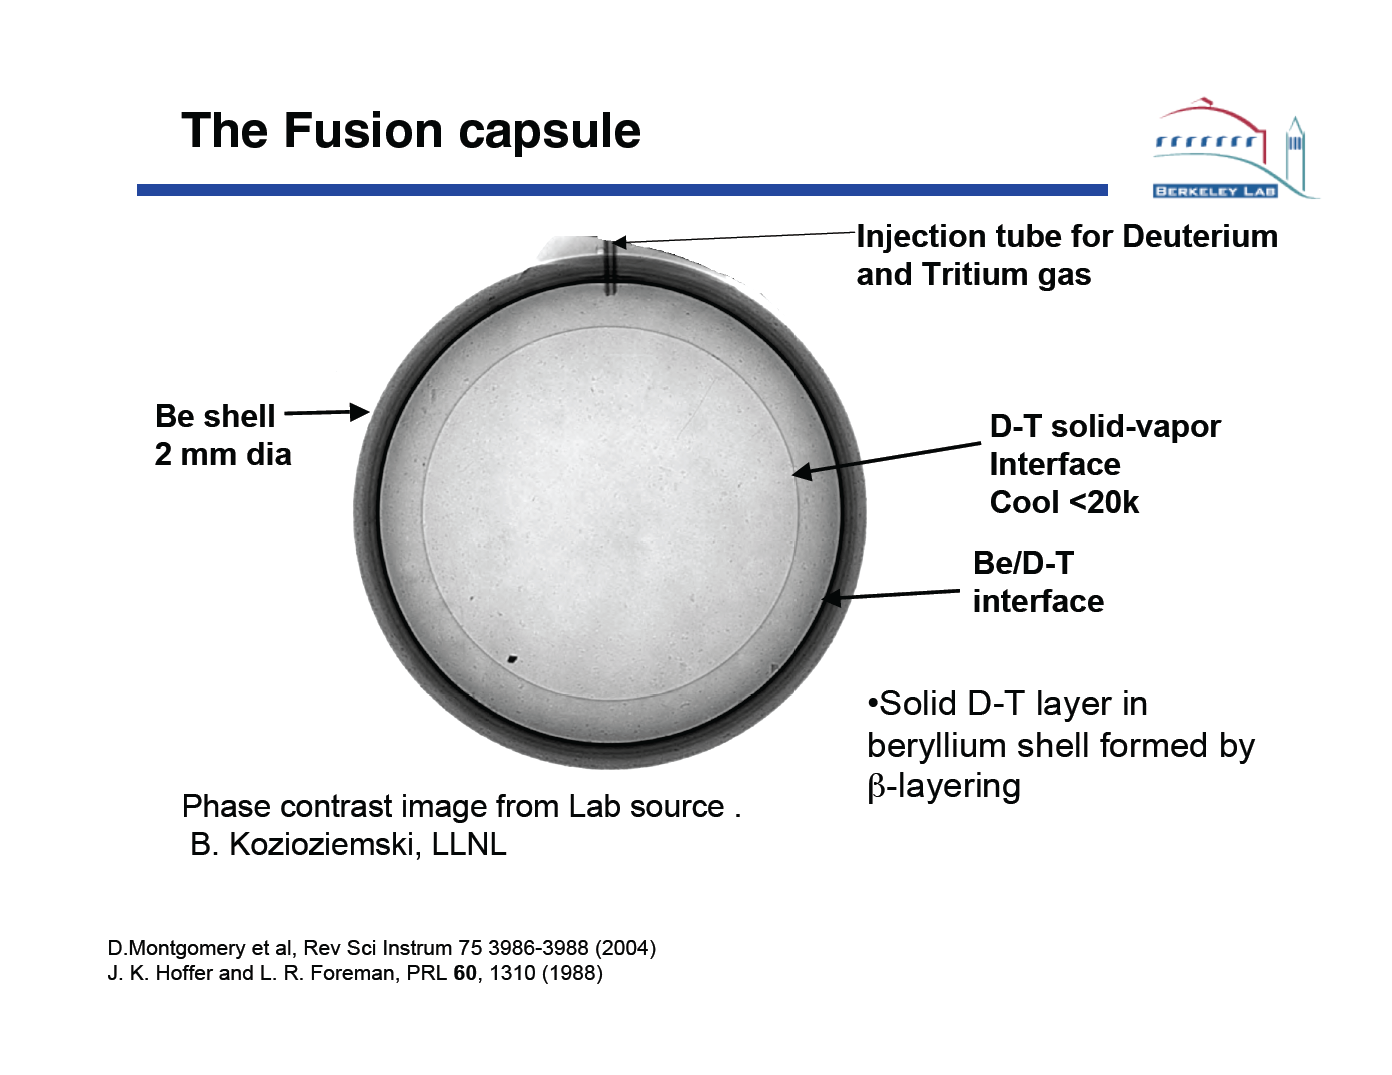 The Fusion capsule
BERKELEY LAB
Injection tube for Deuterium
and Tritium gas
Be shell
2 mm dia
D-T solid-vapor
Interface
Cool <20k
Be/D-T
interface
•Solid D-T layer in
beryllium shell formed by
β-layering
Phase contrast image from Lab source .
B. Kozioziemski, LLNL
D.Montgomery et al, Rev Sci Instrum 75 3986-3988 (2004)
J. K. Hoffer and L. R. Foreman, PRL 60, 1310 (1988)